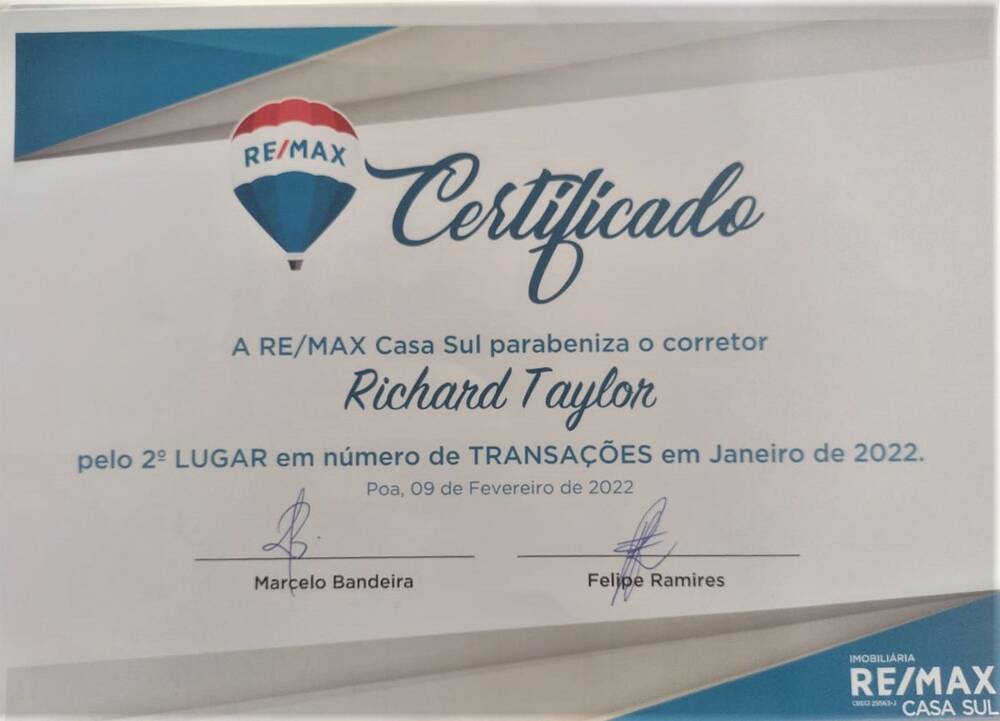 RE/MAX
Certificado
A RE/MAX Casa Sul parabeniza o corretor
Richard Taylor
pelo 2º LUGAR em número de TRANSAÇÕES em Janeiro de 2022.
Poa, 09 de Fevereiro de 2022
Marcelo Bandeira
Felipe Ramires
IMOBILIÁRIA
RE/MAX
CASA SUL